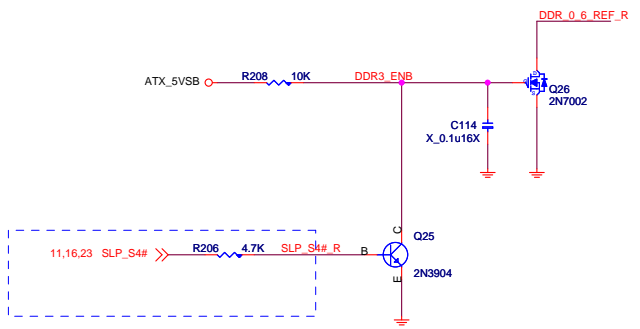 DDR_0_6_REF_R
R208 10K DDR3_ENB
ATX_5VSB
Q26
2N7002
C114
X_0.1u16X
C Q25
11,16,23 SLP_S4# R206 4.7K SLP_S4#_R B
2N3904
E